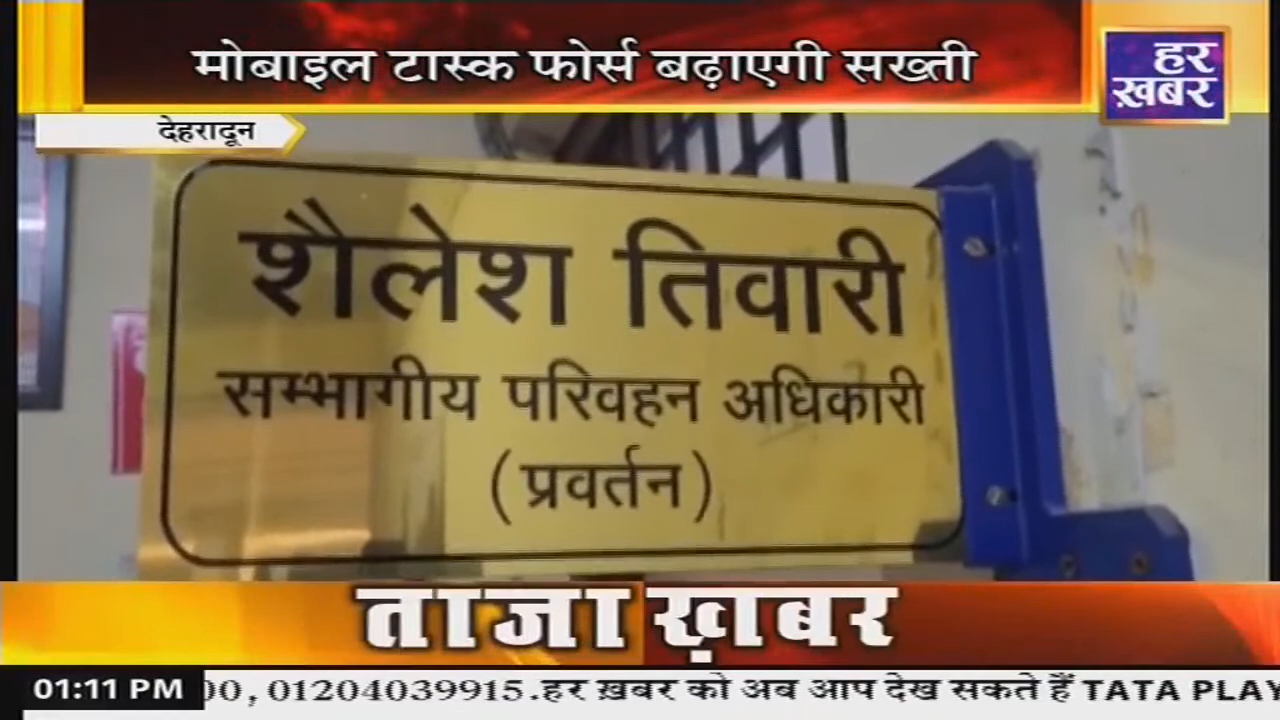 मोबाइल टास्क फोर्स बढ़ाएगी सख्ती
हर
ख़बर
देहरादून
शैलेश तिवारी
सम्भागीय परिवहन अधिकारी
(प्रवर्तन)
ताजा ख़बर
01:11 PM
00, 01204039915.हर ख़बर को अब आप देख सकते हैं TATA PLAY